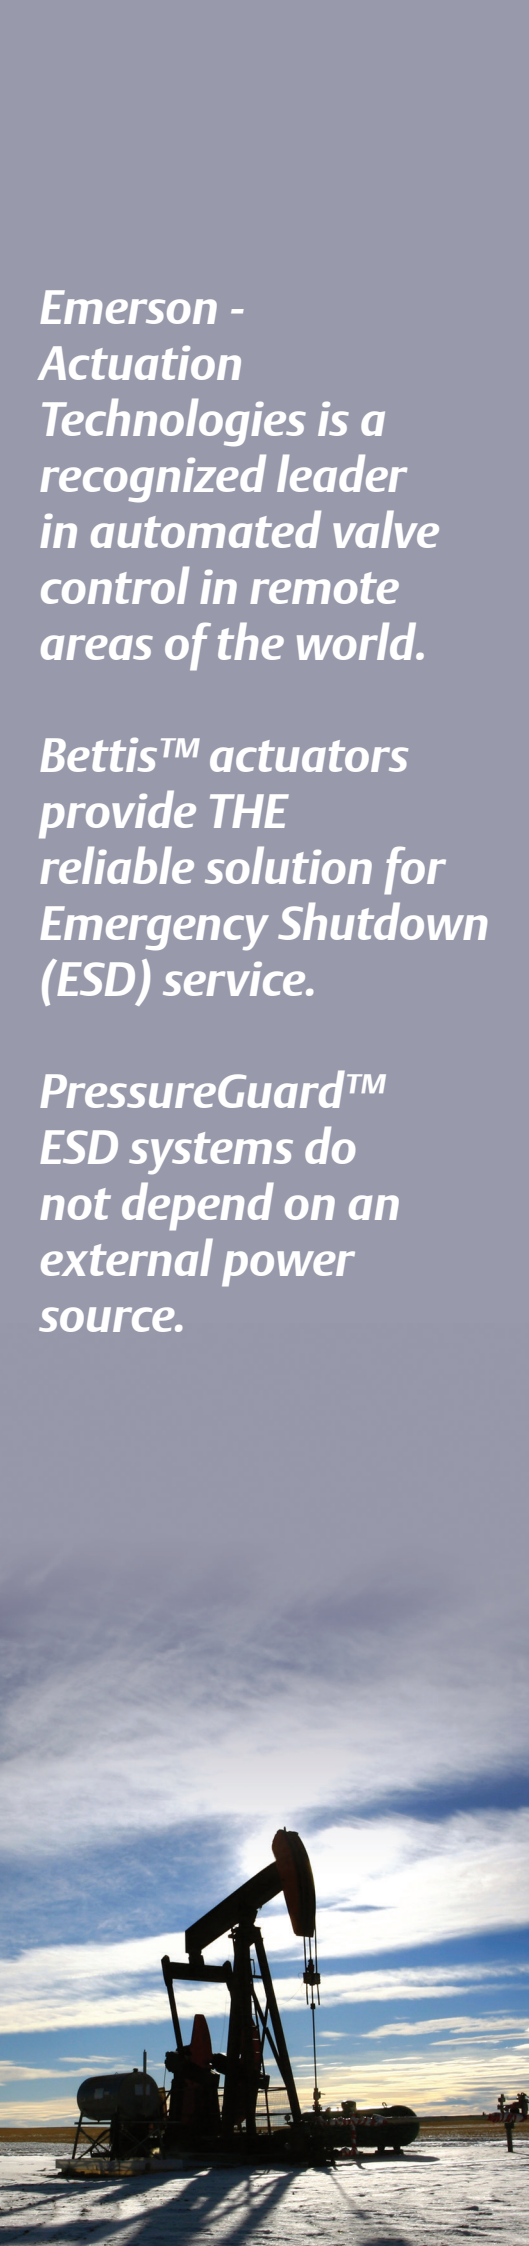 Emerson -
Actuation
Technologies is a
recognized leader
in automated valve
control in remote
areas of the world.
Bettis™ actuators
provide THE
reliable solution for
Emergency Shutdown
(ESD) service.
PressureGuard™
ESD systems do
not depend on an
external power
source.